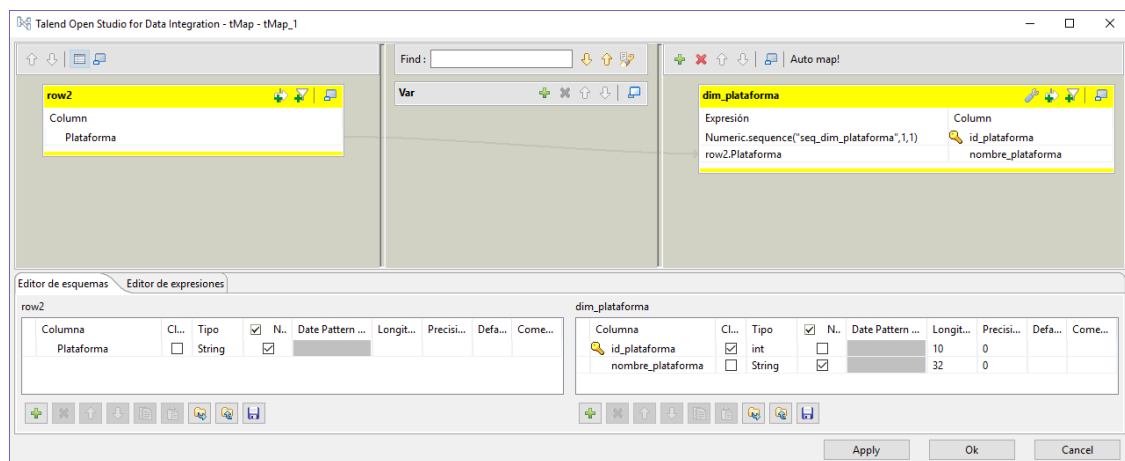 Talend Open Studio for Data Integration - tMap - tMap_1
Find :
Auto map!
row2
Column
Plataforma
Var
dim_plataforma
Expresión Column
Numeric.sequence("seq_dim_plataforma",1,1) id_plataforma
row2.Plataforma nombre_plataforma
Editor de esquemas Editor de expresiones
row2
Columna Cl... Tipo N.. Date Pattern ... Longit... Precisi... Defa... Come...
Plataforma String
dim_plataforma
Columna Cl... Tipo N.. Date Pattern ... Longit... Precisi... Defa... Come...
id_plataforma int 10 0
nombre_plataforma String 32 0
Apply Ok Cancel